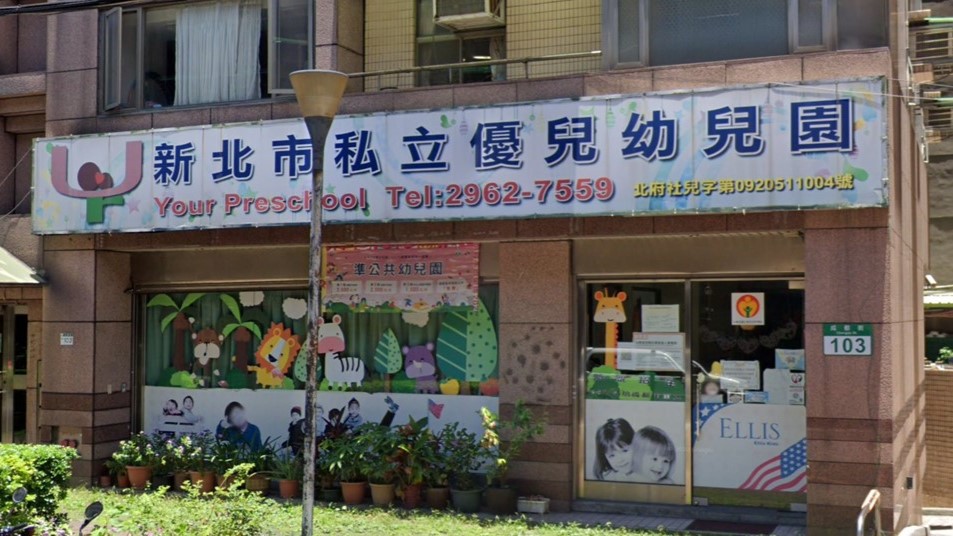 新北市私立優兒幼兒園
Your Preschool Tel:2962-7559
北府社兒字第0920511004號
準公共幼兒園
103
ELLIS